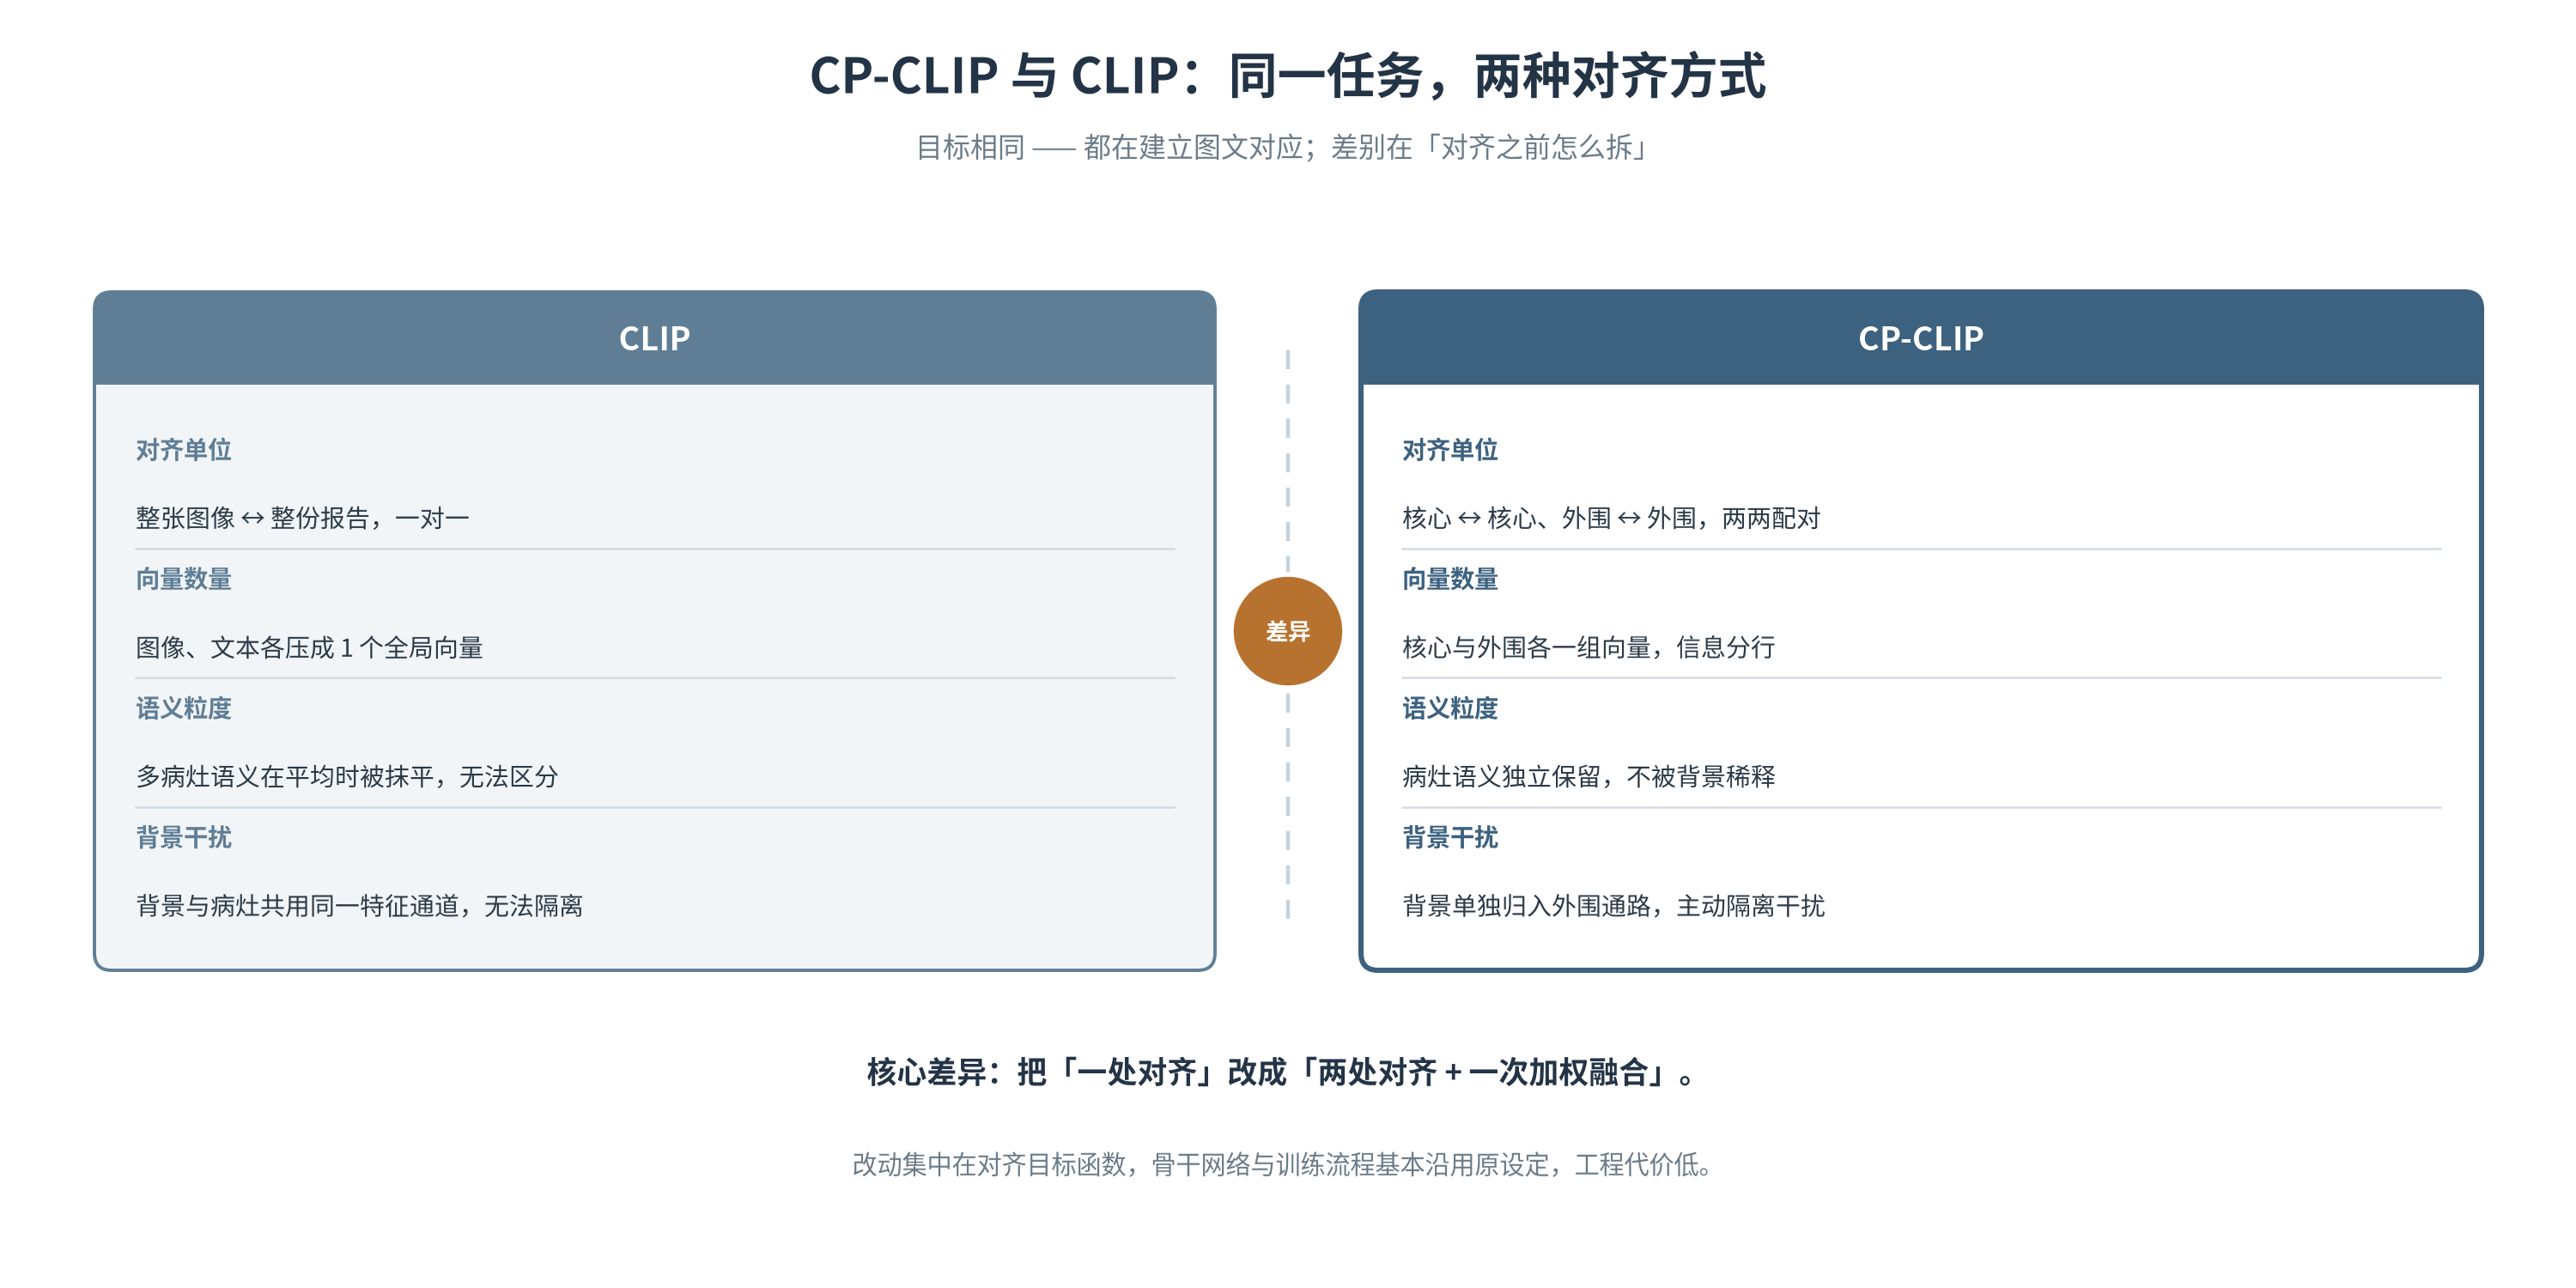 CP-CLIP 与 CLIP：同一任务，两种对齐方式
目标相同 —— 都在建立图文对应；差别在「对齐之前怎么拆」
CLIP
对齐单位
整张图像 ↔ 整份报告，一对一
向量数量
图像、文本各压成 1 个全局向量
语义粒度
多病灶语义在平均时被抹平，无法区分
背景干扰
背景与病灶共用同一特征通道，无法隔离
差异
CP-CLIP
对齐单位
核心 ↔ 核心、外围 ↔ 外围，两两配对
向量数量
核心与外围各一组向量，信息分行
语义粒度
病灶语义独立保留，不被背景稀释
背景干扰
背景单独归入外围通路，主动隔离干扰
核心差异：把「一处对齐」改成「两处对齐 + 一次加权融合」。
改动集中在对齐目标函数，骨干网络与训练流程基本沿用原设定，工程代价低。